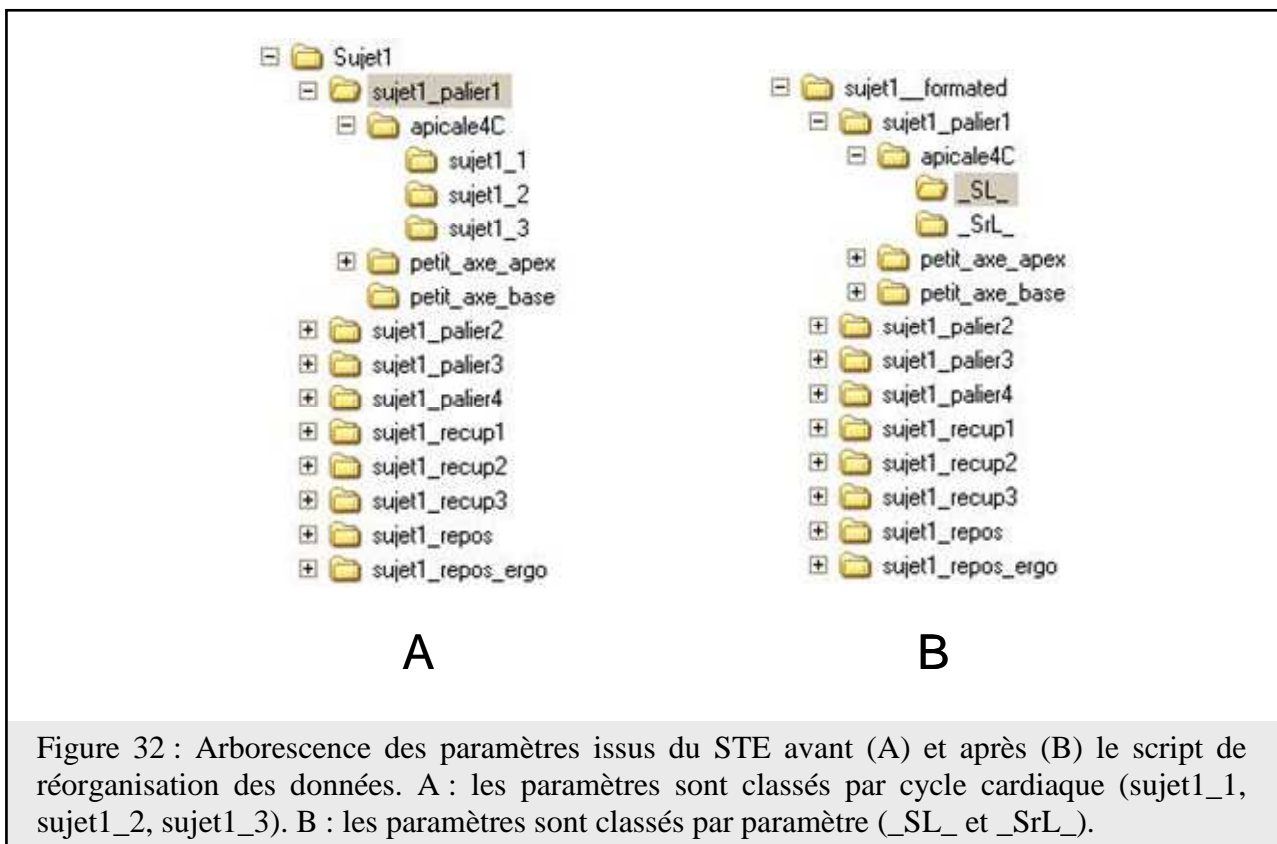 Sujet1
sujet1_palier1
apicale4C
sujet1_1
sujet1_2
sujet1_3
petit_axe_apex
petit_axe_base
sujet1_palier2
sujet1_palier3
sujet1_palier4
sujet1_recup1
sujet1_recup2
sujet1_recup3
sujet1_repos
sujet1_repos_ergo
A
sujet1__formated
sujet1_palier1
apicale4C
_SL_
_SrL_
petit_axe_apex
petit_axe_base
sujet1_palier2
sujet1_palier3
sujet1_palier4
sujet1_recup1
sujet1_recup2
sujet1_recup3
sujet1_repos
sujet1_repos_ergo
B
Figure 32 : Arborescence des paramètres issus du STE avant (A) et après (B) le script de
réorganisation des données. A : les paramètres sont classés par cycle cardiaque (sujet1_1,
sujet1_2, sujet1_3). B : les paramètres sont classés par paramètre (_SL_ et _SrL_).